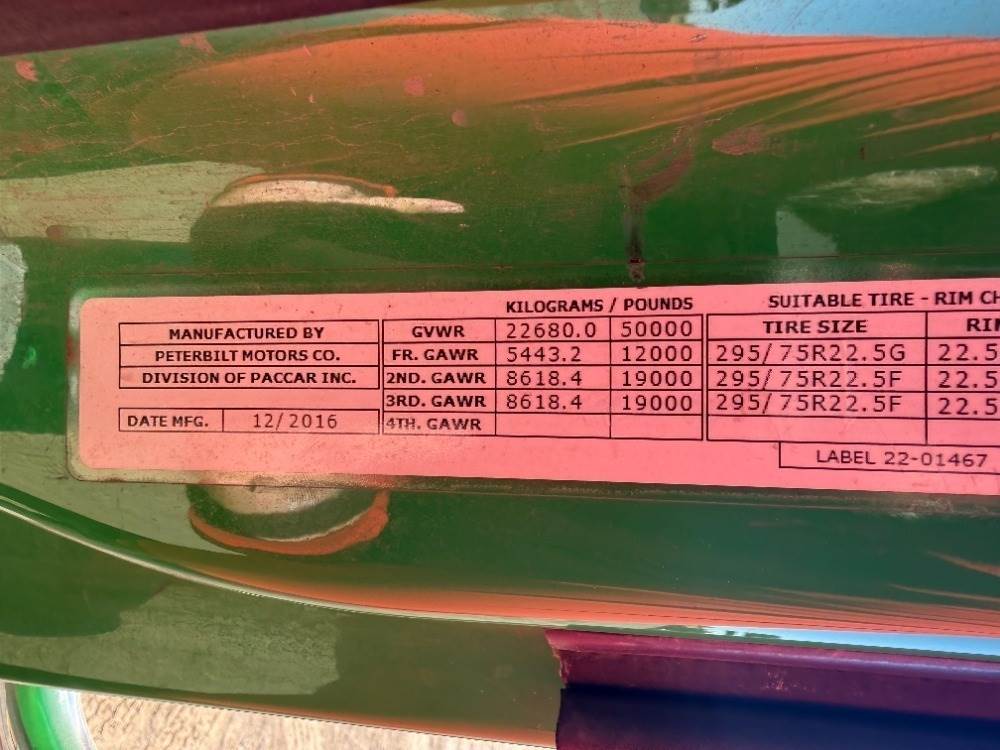 KILOGRAMS / POUNDS
SUITABLE TIRE - RIM
MANUFACTURED BY
PETERBILT MOTORS CO.
DIVISION OF PACCAR INC.
DATE MFG. 12/2016
GVWR 22680.0 50000
FR. GAWR 5443.2 12000
2ND. GAWR 8618.4 19000
3RD. GAWR 8618.4 19000
4TH. GAWR
TIRE SIZE
295/75R22.5G 22.5
295/75R22.5F 22.5
295/75R22.5F 22.5
LABEL 22-01467